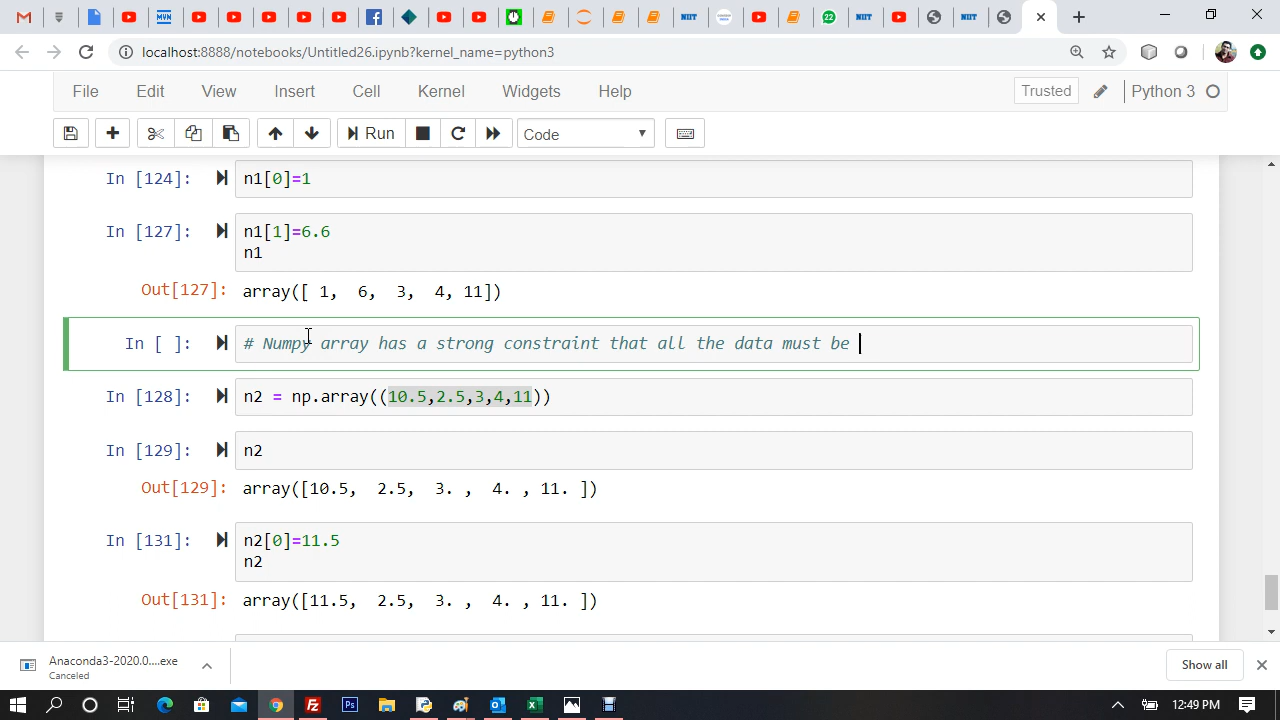 localhost:8888/notebooks/Untitled26.ipynb?kernel_name=python3
File Edit View Insert Cell Kernel Widgets Help Trusted Python 3
Run Code
In [124]: n1[0]=1
In [127]: n1[1]=6.6
n1
Out[127]: array([ 1, 6, 3, 4, 11])
In [ ]: # Numpy array has a strong constraint that all the data must be
In [128]: n2 = np.array((10.5,2.5,3,4,11))
In [129]: n2
Out[129]: array([10.5, 2.5, 3. , 4. , 11. ])
In [131]: n2[0]=11.5
n2
Out[131]: array([11.5, 2.5, 3. , 4. , 11. ])
Anaconda3-2020.0....exe
Canceled
Show all
12:49 PM